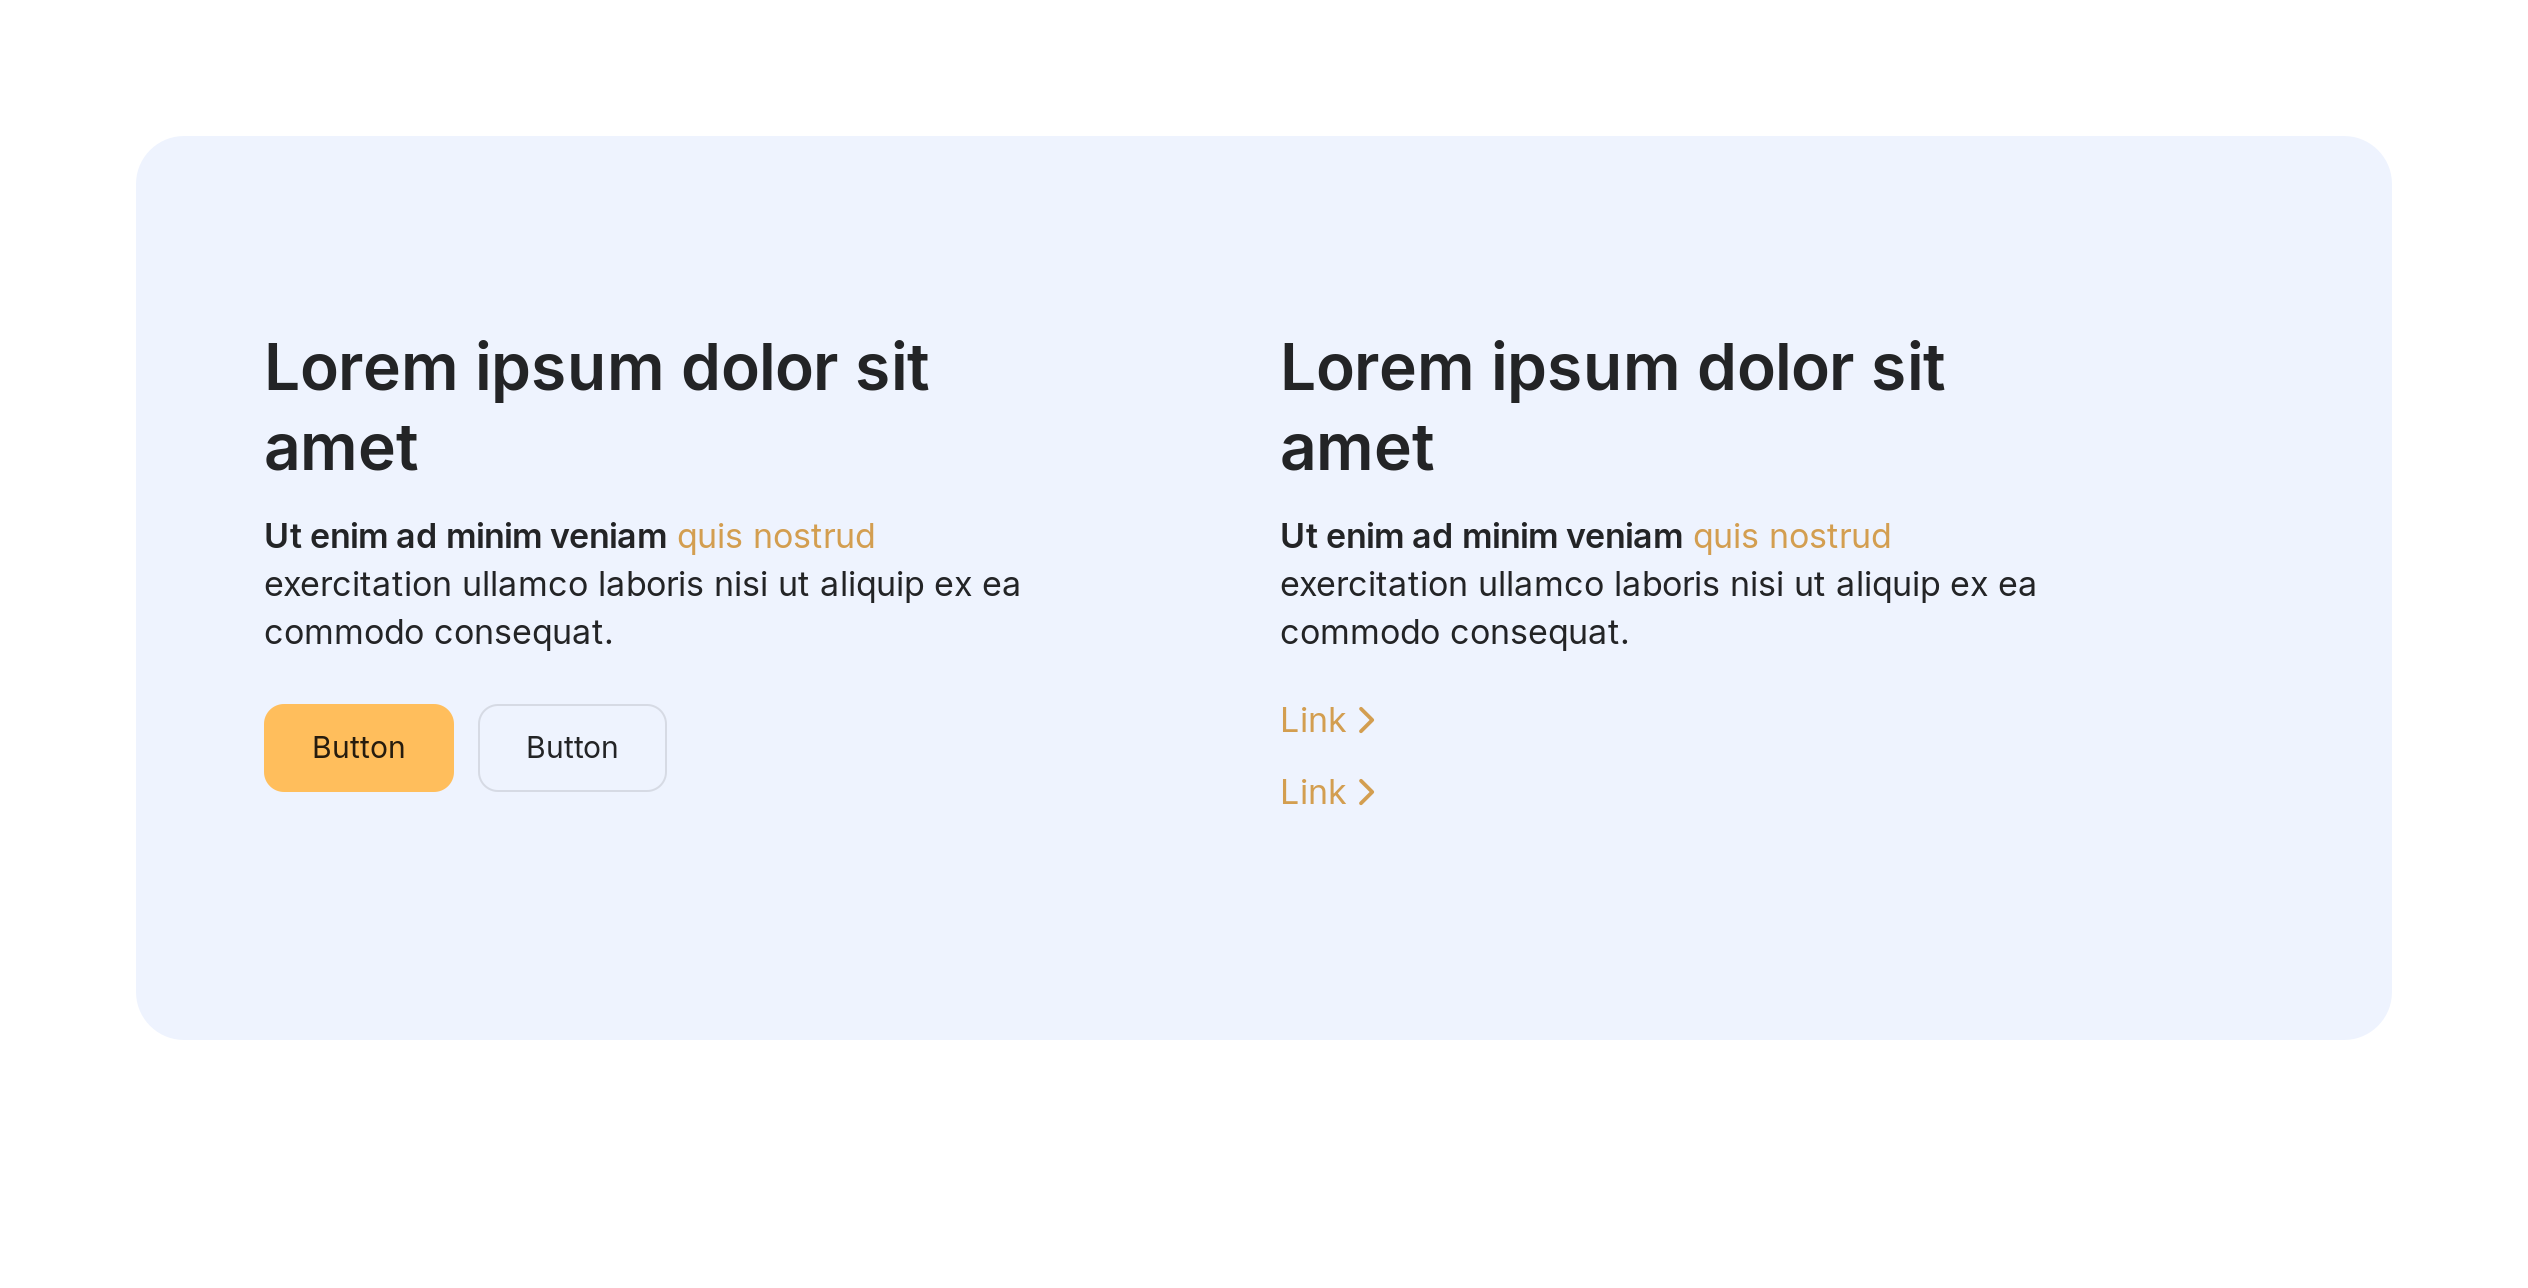 Lorem ipsum dolor sit
amet
Ut enim ad minim veniam quis nostrud
exercitation ullamco laboris nisi ut aliquip ex ea
commodo consequat.
Button
Button
Lorem ipsum dolor sit
amet
Ut enim ad minim veniam quis nostrud
exercitation ullamco laboris nisi ut aliquip ex ea
commodo consequat.
Link
Link